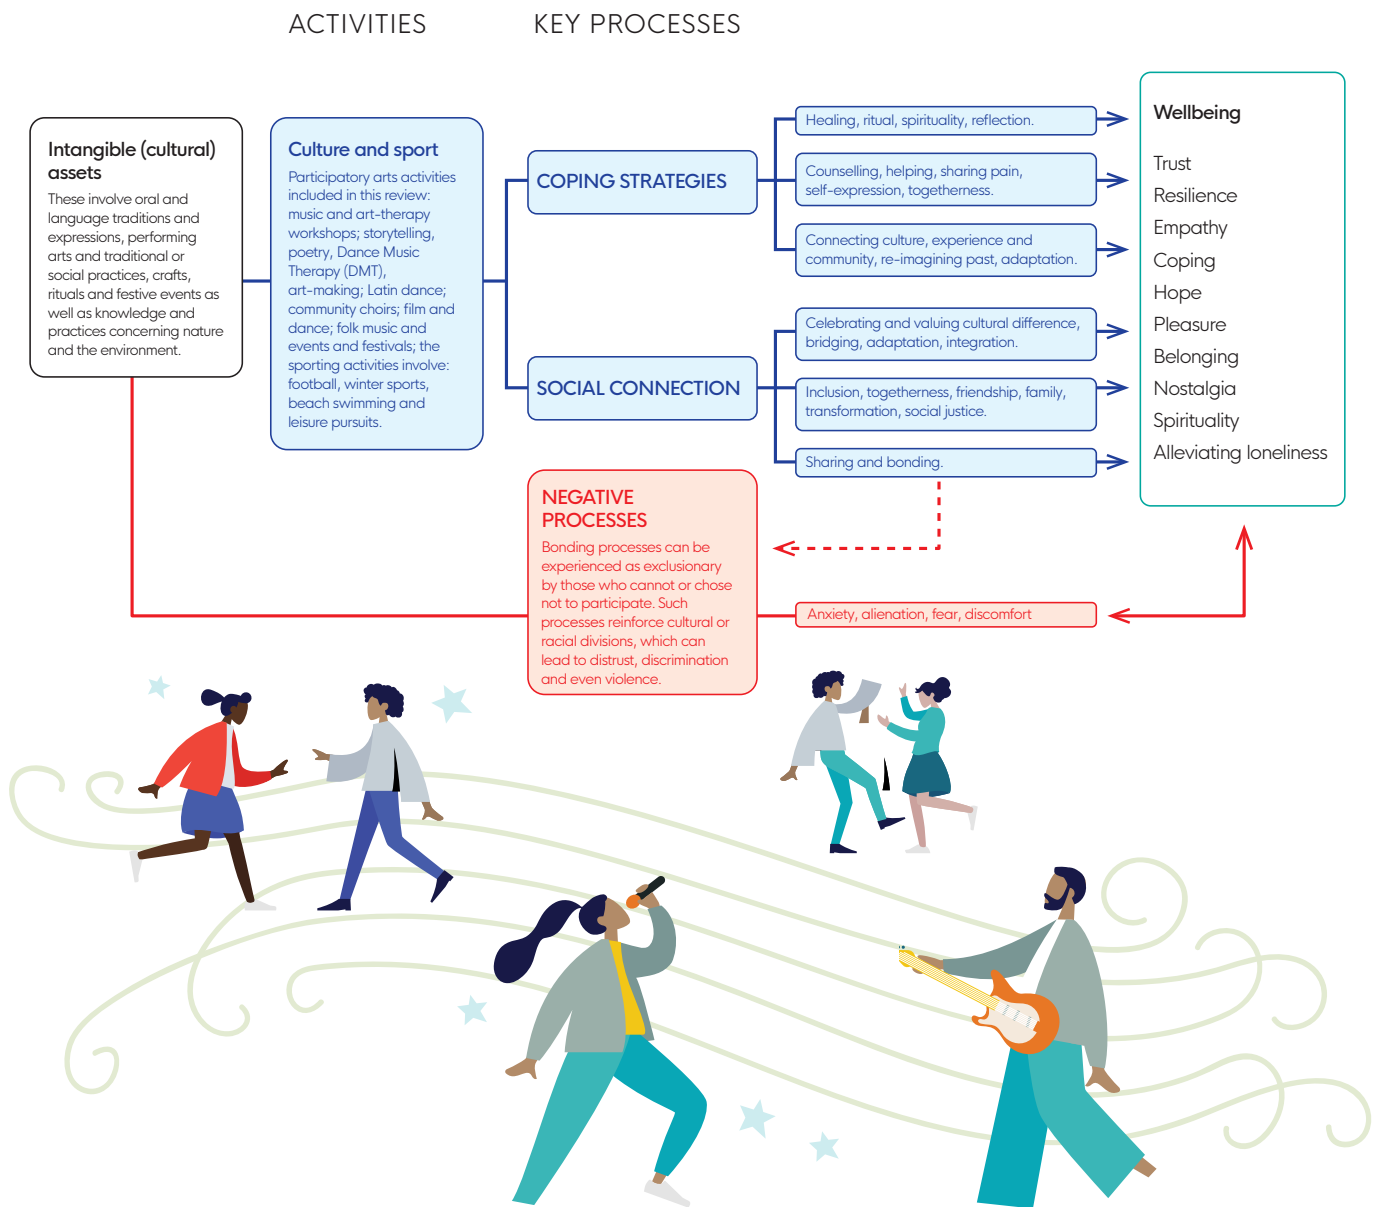 ACTIVITIES
KEY PROCESSES
Intangible (cultural)
assets
These involve oral and
language traditions and
expressions, performing
arts and traditional or
social practices, crafts,
rituals and festive events as
well as knowledge and
practices concerning nature
and the environment.
Culture and sport
Participatory arts activities
included in this review:
music and art-therapy
workshops; storytelling,
poetry, Dance Music
Therapy (DMT),
art-making; Latin dance;
community choirs; film and
dance; folk music and
events and festivals; the
sporting activities involve:
football, winter sports,
beach swimming and
leisure pursuits.
COPING STRATEGIES
Healing, ritual, spirituality, reflection.
Counselling, helping, sharing pain,
self-expression, togetherness.
Connecting culture, experience and
community, re-imagining past, adaptation.
SOCIAL CONNECTION
Celebrating and valuing cultural difference,
bridging, adaptation, integration.
Inclusion, togetherness, friendship, family,
transformation, social justice.
Sharing and bonding.
NEGATIVE
PROCESSES
Bonding processes can be
experienced as exclusionary
by those who cannot or chose
not to participate. Such
processes reinforce cultural or
racial divisions, which can
lead to distrust, discrimination
and even violence.
Anxiety, alienation, fear, discomfort
Wellbeing
Trust
Resilience
Empathy
Coping
Hope
Pleasure
Belonging
Nostalgia
Spirituality
Alleviating loneliness